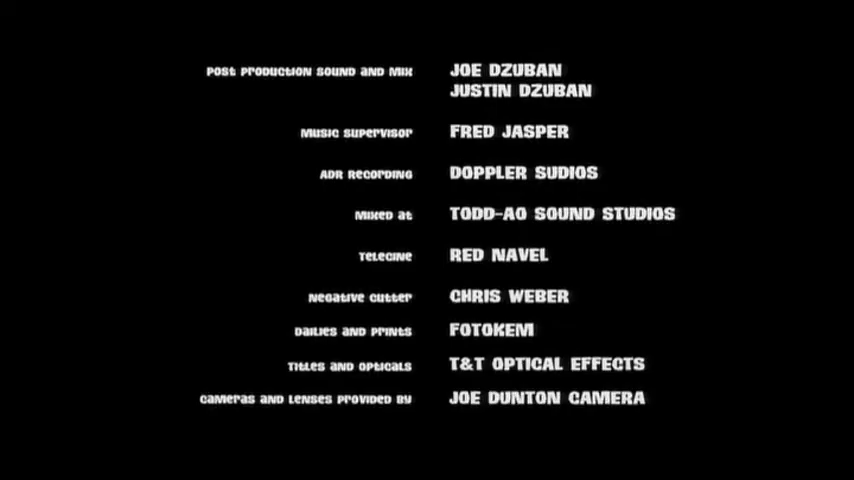 Post Production Sound and Mix JOE DZUBAN
JUSTIN DZUBAN
Music Supervisor FRED JASPER
ADR Recording DOPPLER SUDIOS
Mixed at TODD-AO SOUND STUDIOS
Telecine RED NAVEL
Negative Cutter CHRIS WEBER
Dailies and Prints FOTOKEM
Titles and Opticals T&T OPTICAL EFFECTS
Cameras and Lenses Provided by JOE DUNTON CAMERA